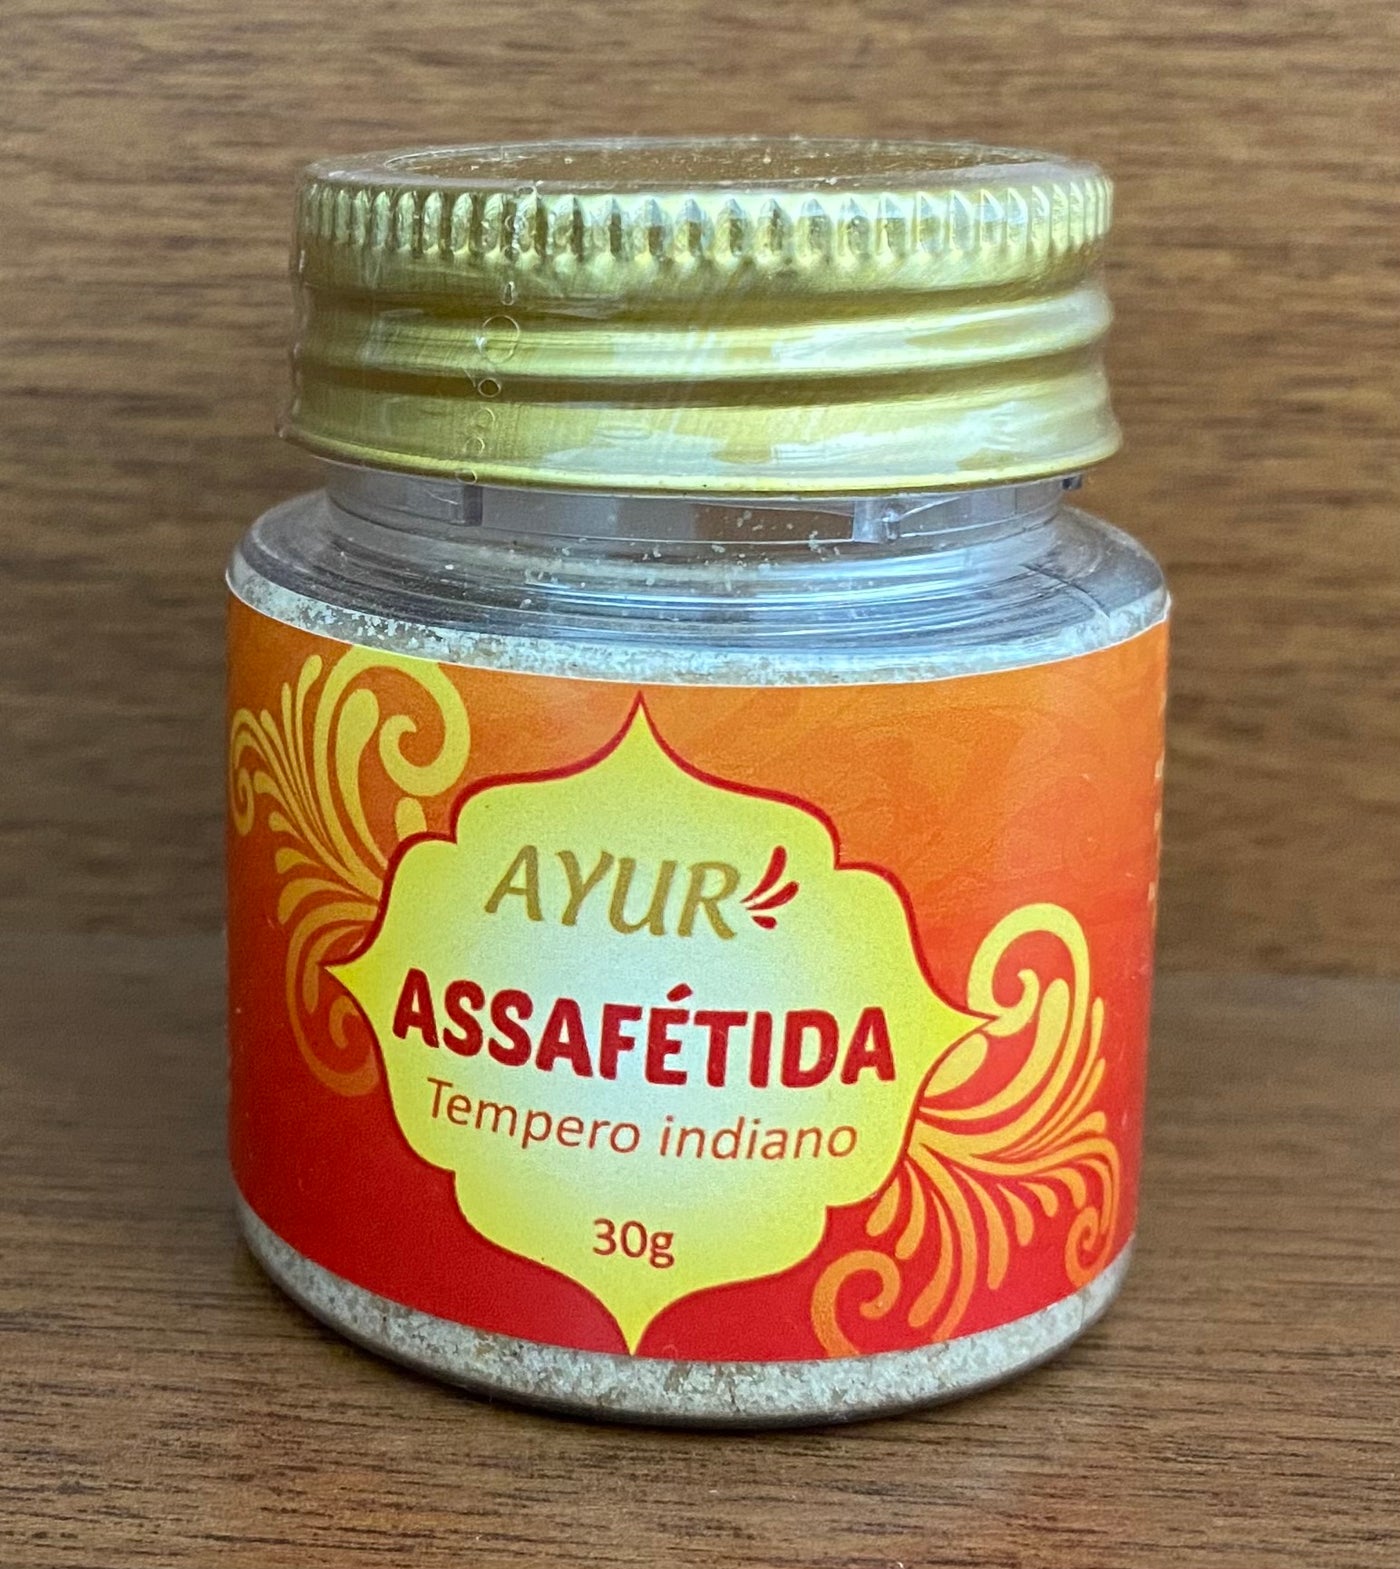 AYUR
ASSAFÉTIDA
Tempero indiano
30g